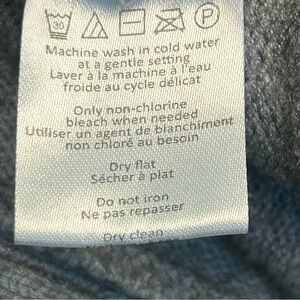 30 P
Machine wash in cold water
at a gentle setting
Laver à la machine à l'eau
froide au cycle délicat
Only non-chlorine
bleach when needed
Utiliser un agent de blanchiment
non chloré au besoin
Dry flat
Sécher à plat
Do not iron
Ne pas repasser
Dry clean